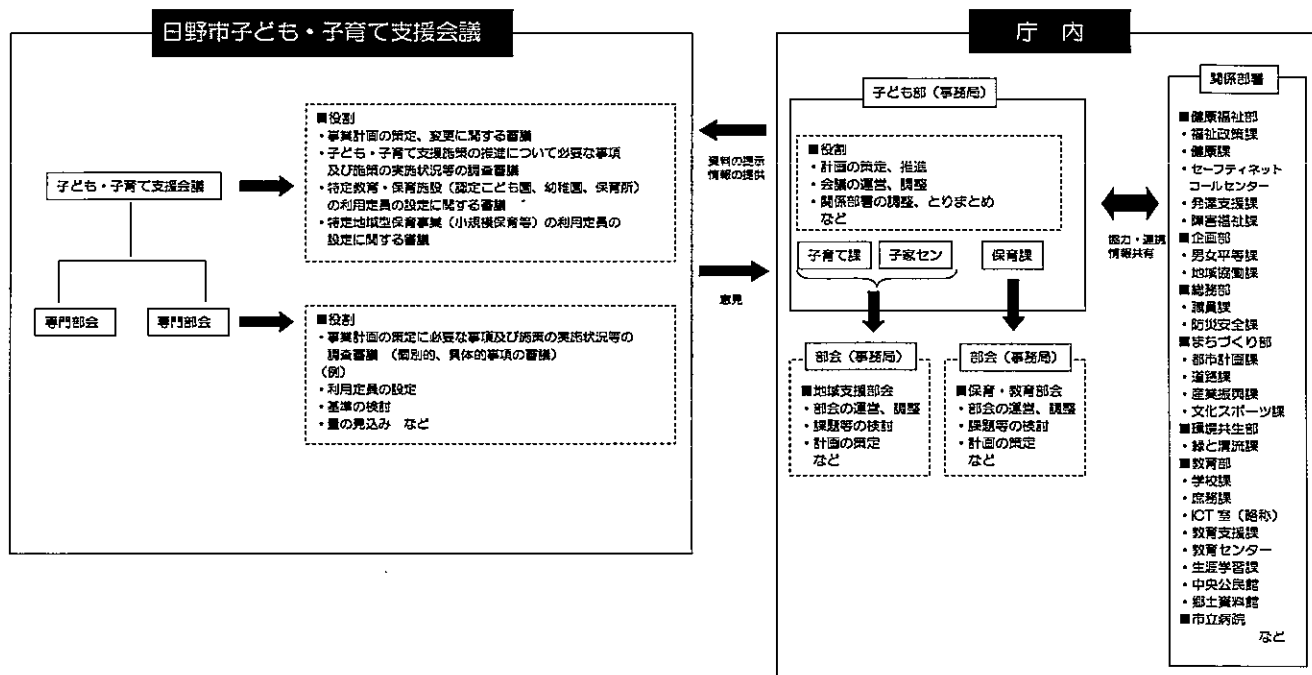 日野市子ども・子育て支援会議
子ども・子育て支援会議
専門部会
専門部会
■役割
・事業計画の策定、変更に関する審議
・子ども・子育て支援施策の推進について必要な事項
及び施策の実施状況等の調査審議
・特定教育・保育施設（認定こども園、幼稚園、保育所）
の利用定員の設定に関する審議
・特定地域型保育事業（小規模保育等）の利用定員の
設定に関する審議
■役割
・事業計画の策定に必要な事項及び施策の実施状況等の
調査審議　（個別的、具体的事項の審議）
（例）
・利用定員の設定
・基準の検討
・量の見込み　など
資料の提示
情報の提供
意見
庁　内
子ども部（事務局）
■役割
・計画の策定、推進
・会議の運営、調整
・関係部署の調整、とりまとめ
など
子育て課
子家セン
保育課
部会（事務局）
■地域支援部会
・部会の運営、調整
・課題等の検討
・計画の策定
など
部会（事務局）
■保育・教育部会
・部会の運営、調整
・課題等の検討
・計画の策定
など
協力・連携
情報共有
関係部署
■健康福祉部
・福祉政策課
・健康課
・セーフティネット
コールセンター
・発達支援課
・障害福祉課
■企画部
・男女平等課
・地域協働課
■総務部
・職員課
・防災安全課
■まちづくり部
・都市計画課
・道路課
・産業振興課
・文化スポーツ課
■環境共生部
・緑と清流課
■教育部
・学校課
・庶務課
・ICT室（略称）
・教育支援課
・教育センター
・生涯学習課
・中央公民館
・郷土資料館
■市立病院
など